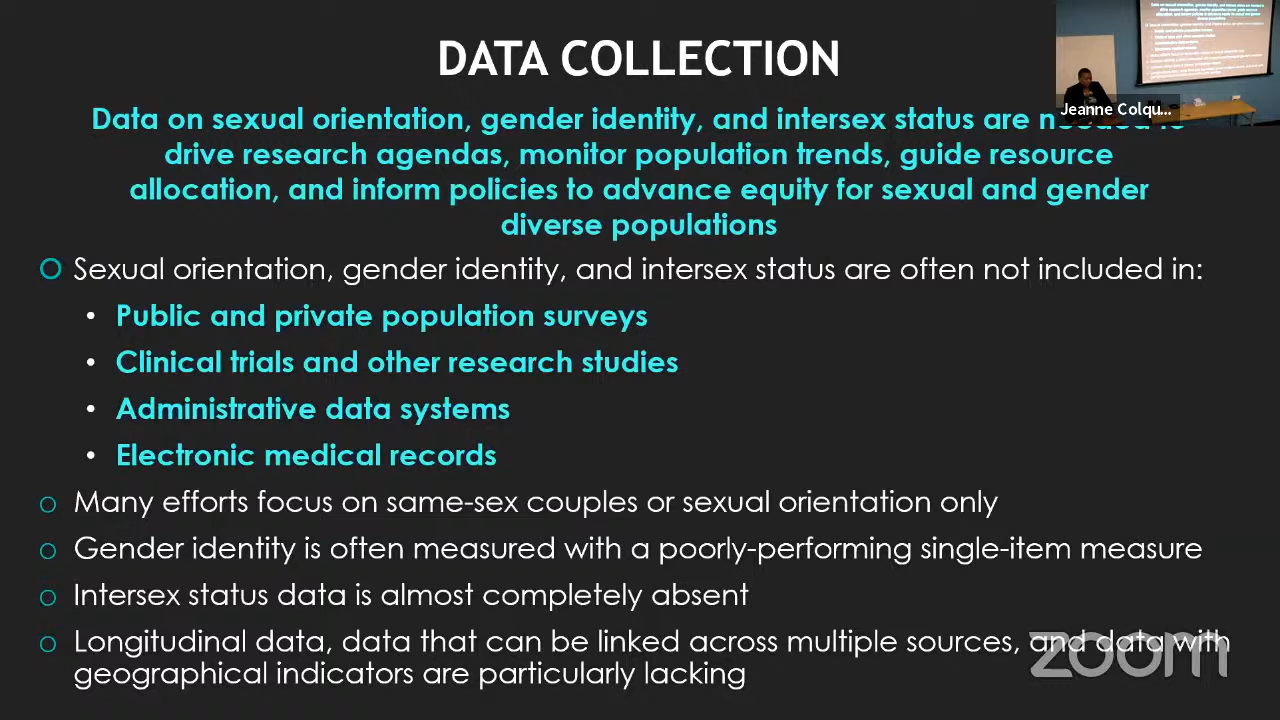 DATA COLLECTION
Jeanne Colqu...
Data on sexual orientation, gender identity, and intersex status are needed to
drive research agendas, monitor population trends, guide resource
allocation, and inform policies to advance equity for sexual and gender
diverse populations
Sexual orientation, gender identity, and intersex status are often not included in:
• Public and private population surveys
• Clinical trials and other research studies
• Administrative data systems
• Electronic medical records
Many efforts focus on same-sex couples or sexual orientation only
Gender identity is often measured with a poorly-performing single-item measure
Intersex status data is almost completely absent
Longitudinal data, data that can be linked across multiple sources, and data with
geographical indicators are particularly lacking
zoom